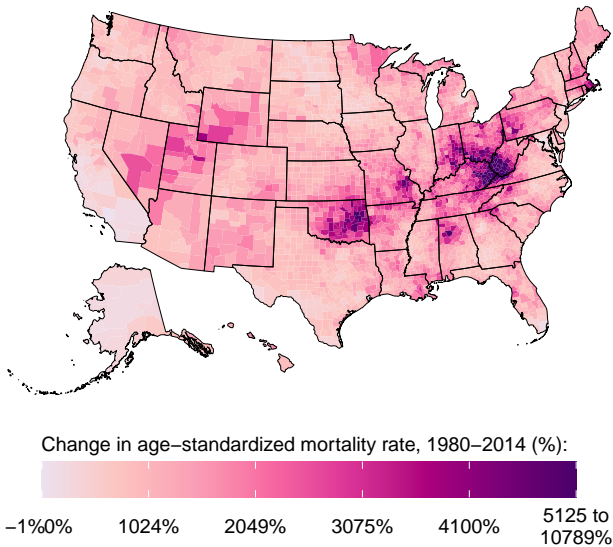 Change in age−standardized mortality rate, 1980−2014 (%):
−1%0% 1024% 2049% 3075% 4100% 5125 to
10789%